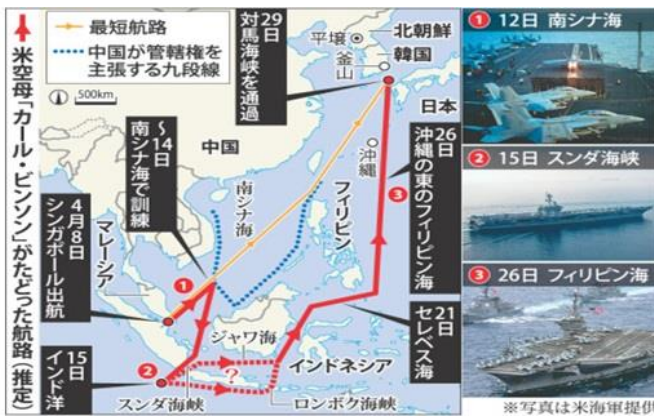 米空母「カール・ビンソン」がたどった航路(推定)
最短航路
中国が管轄権を
主張する九段線
500km
29日
対馬海峡を通過
北朝鮮
平壌
韓国
釜山
日本
中国
沖縄
~14日
南シナ海で訓練
南シナ海
フィリピン
26日
沖縄の東のフィリピン海
3
4月8日
シンガポール出航
マレーシア
1
21日
セレベス海
ジャワ海
?
インドネシア
15日
インド洋
2
スンダ海峡
ロンボク海峡
1 12日 南シナ海
2 15日 スンダ海峡
3 26日 フィリピン海
※写真は米海軍提供